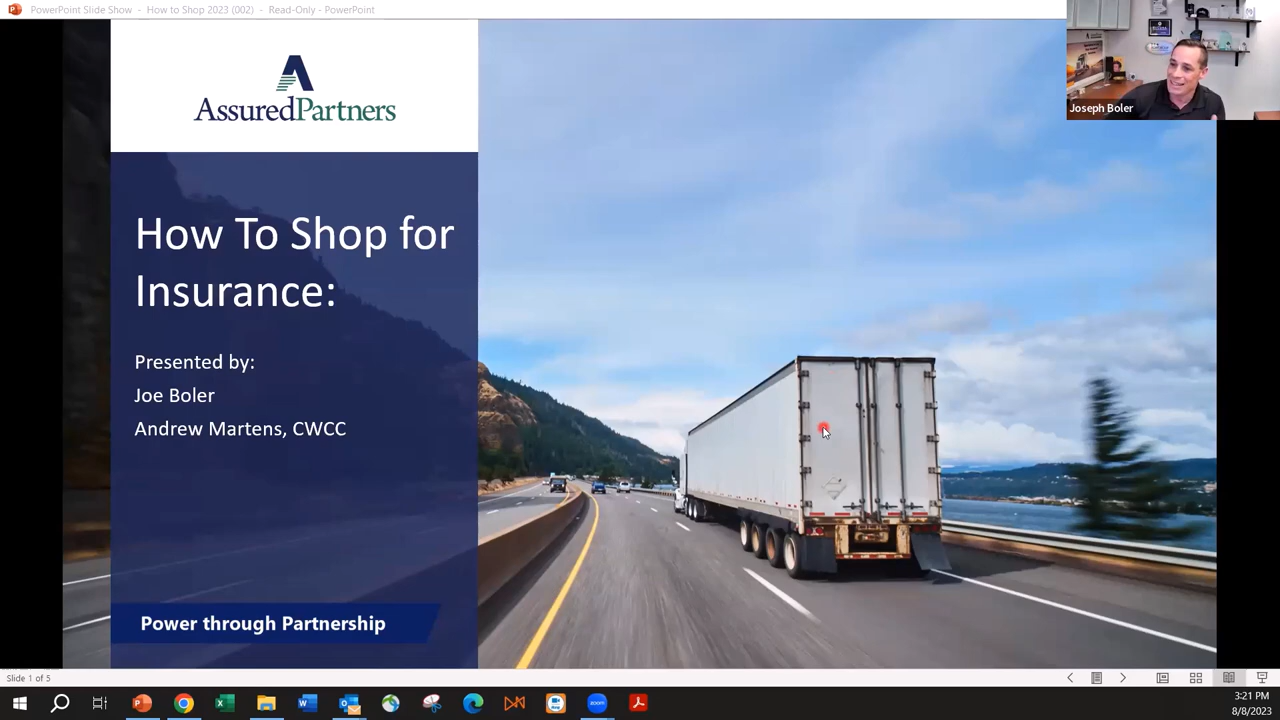 PowerPoint Slide Show - How to Shop 2023 (002) - Read-Only - PowerPoint
Joseph Boler
AssuredPartners
How To Shop for
Insurance:
Presented by:
Joe Boler
Andrew Martens, CWCC
Power through Partnership
Slide 1 of 5
3:21 PM
8/8/2023